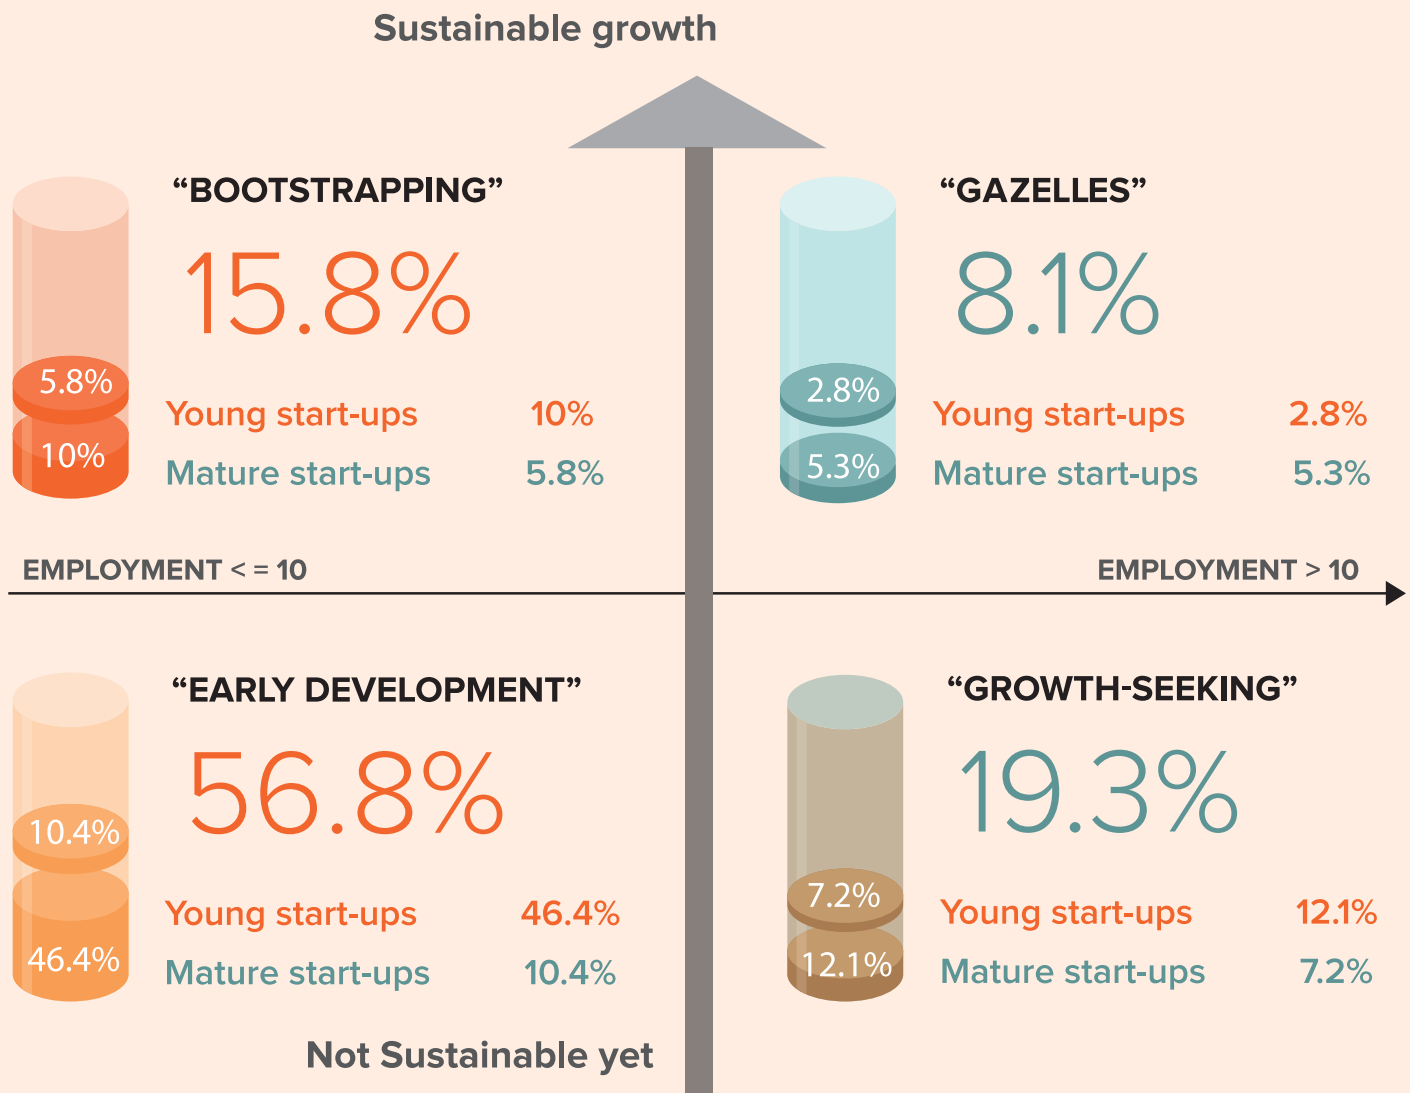 Sustainable growth
“BOOTSTRAPPING”
15.8%
5.8%
10%
Young start-ups 10%
Mature start-ups 5.8%
“GAZELLES”
8.1%
2.8%
5.3%
Young start-ups 2.8%
Mature start-ups 5.3%
EMPLOYMENT < = 10
EMPLOYMENT > 10
“EARLY DEVELOPMENT”
56.8%
10.4%
46.4%
Young start-ups 46.4%
Mature start-ups 10.4%
“GROWTH-SEEKING”
19.3%
7.2%
12.1%
Young start-ups 12.1%
Mature start-ups 7.2%
Not Sustainable yet